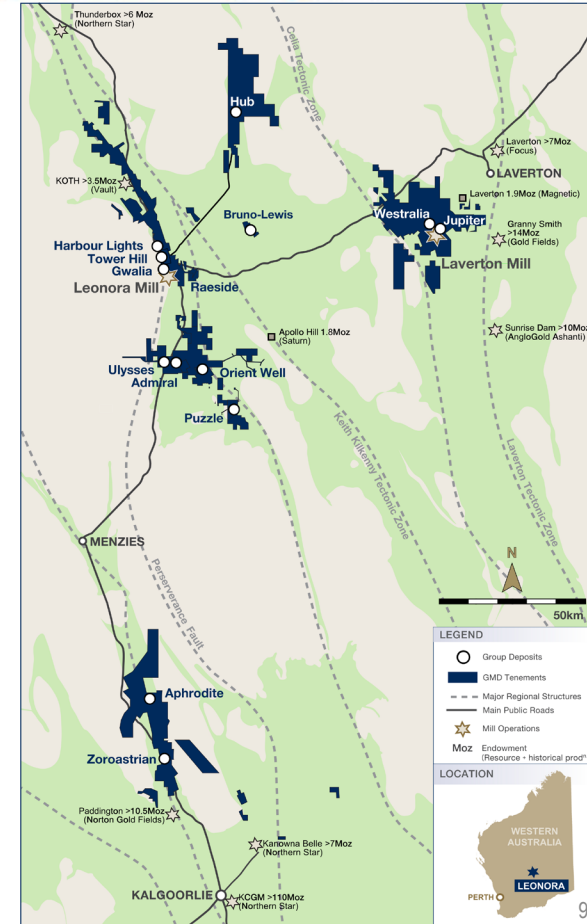 Thunderbox >6 Moz
(Northern Star)
Celia Tectonic Zone
Hub
Laverton >7Moz
(Focus)
LAVERTON
KOTH >3.5Moz
(Vault)
Laverton 1.9Moz (Magnetic)
Bruno-Lewis
Westralia
Jupiter
Granny Smith
>14Moz
(Gold Fields)
Harbour Lights
Tower Hill
Gwalia
Leonora Mill
Raeside
Laverton Mill
Apollo Hill 1.8Moz
(Saturn)
Sunrise Dam >10Moz
(AngloGold Ashanti)
Ulysses
Admiral
Orient Well
Puzzle
Keith Kilkenny Tectonic Zone
Laverton Tectonic Zone
MENZIES
Perserverance Fault
N
50km
LEGEND
Group Deposits
GMD Tenements
Major Regional Structures
Main Public Roads
Mill Operations
Moz Endowment
(Resource + historical prodⁿ
Aphrodite
Zoroastrian
LOCATION
WESTERN
AUSTRALIA
LEONORA
PERTH
Paddington >10.5Moz
(Norton Gold Fields)
Kanowna Belle >7Moz
(Northern Star)
KALGOORLIE
KCGM >110Moz
(Northern Star)
9